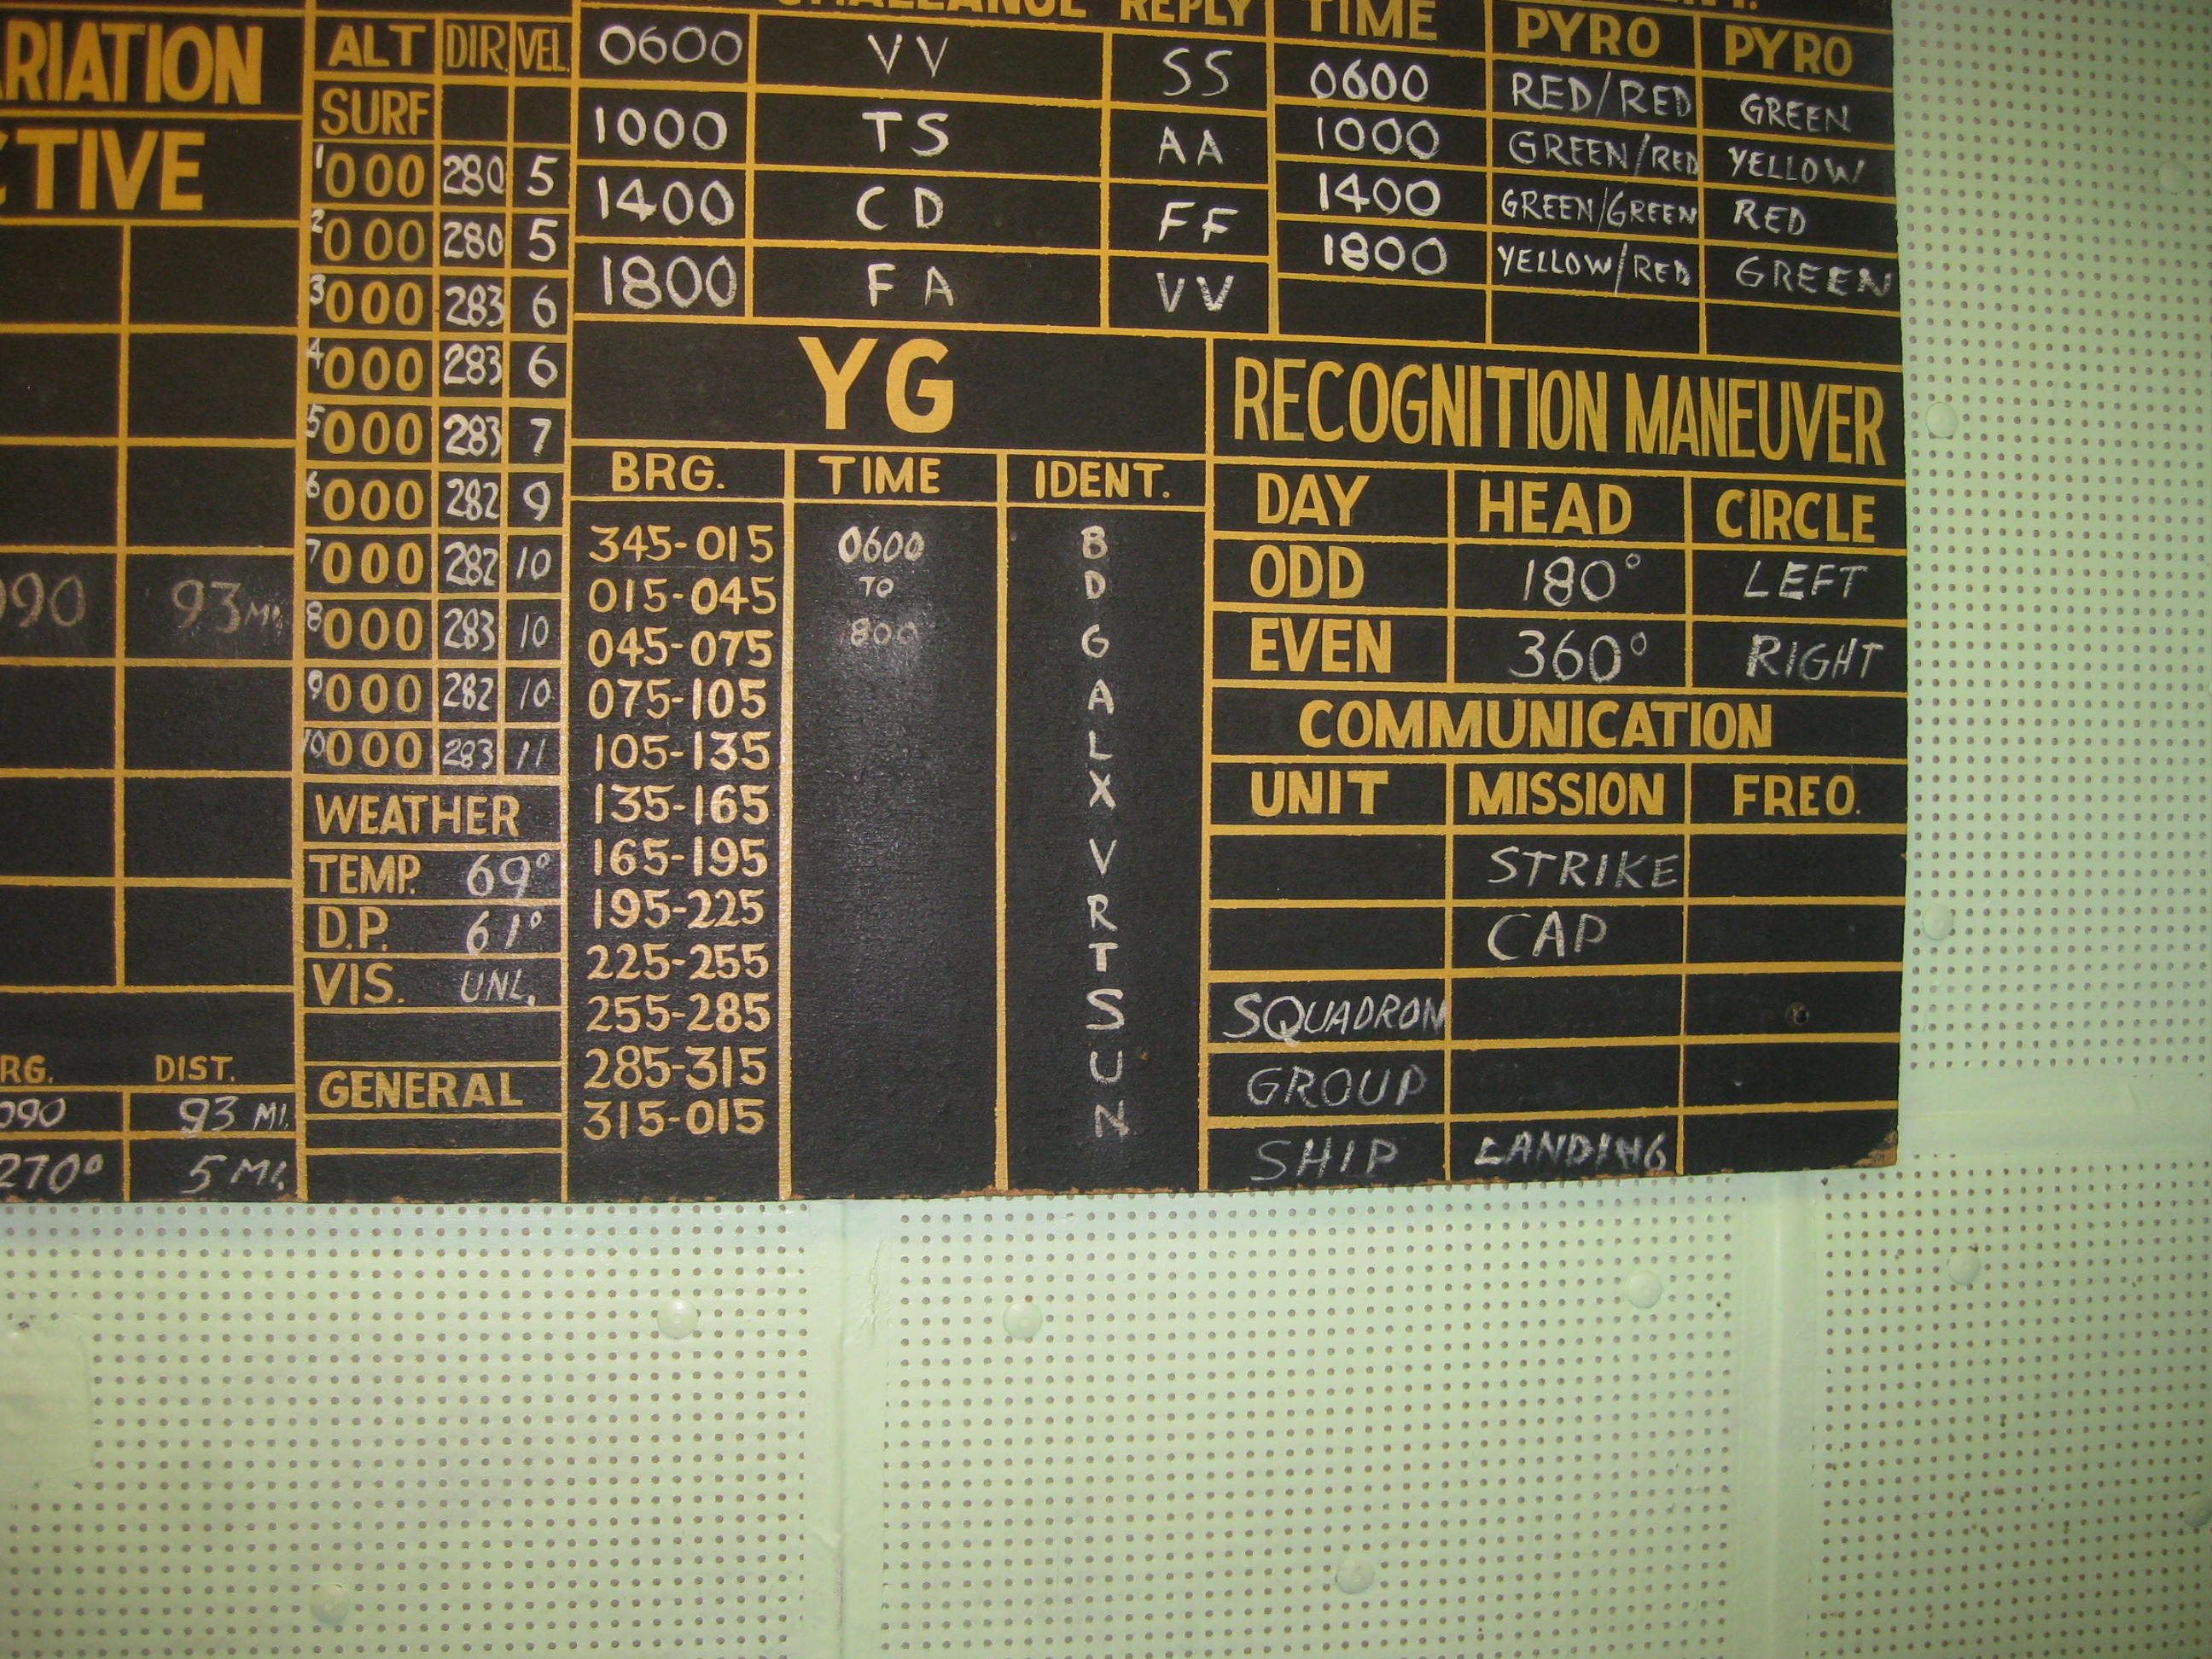 REPLY TIME
ALT DIR. VEL. 0600 VV SS PYRO PYRO
SURF 0600 RED/RED GREEN
1000 280 5 1000 TS AA 1000 GREEN/RED YELLOW
2000 280 5 1400 CD FF 1400 GREEN/GREEN RED
3000 283 6 1800 FA VV 1800 YELLOW/RED GREEN
4000 283 6
5000 283 7
6000 282 9
7000 282 10
8000 283 10
9000 282 10
10000 283 11
93 MI.
WEATHER
TEMP. 69°
D.P. 61°
VIS. UNL.
GENERAL
DIST.
090 93 MI.
270° 5 MI.
YG
BRG. TIME IDENT.
345-015 0600 B
015-045 TO D
045-075 1800 G
075-105 A
105-135 L
135-165 X
165-195 V
195-225 R
225-255 T
255-285 S
285-315 U
315-015 N
RECOGNITION MANEUVER
DAY HEAD CIRCLE
ODD 180° LEFT
EVEN 360° RIGHT
COMMUNICATION
UNIT MISSION FREQ.
STRIKE
CAP
SQUADRON
GROUP
SHIP LANDING